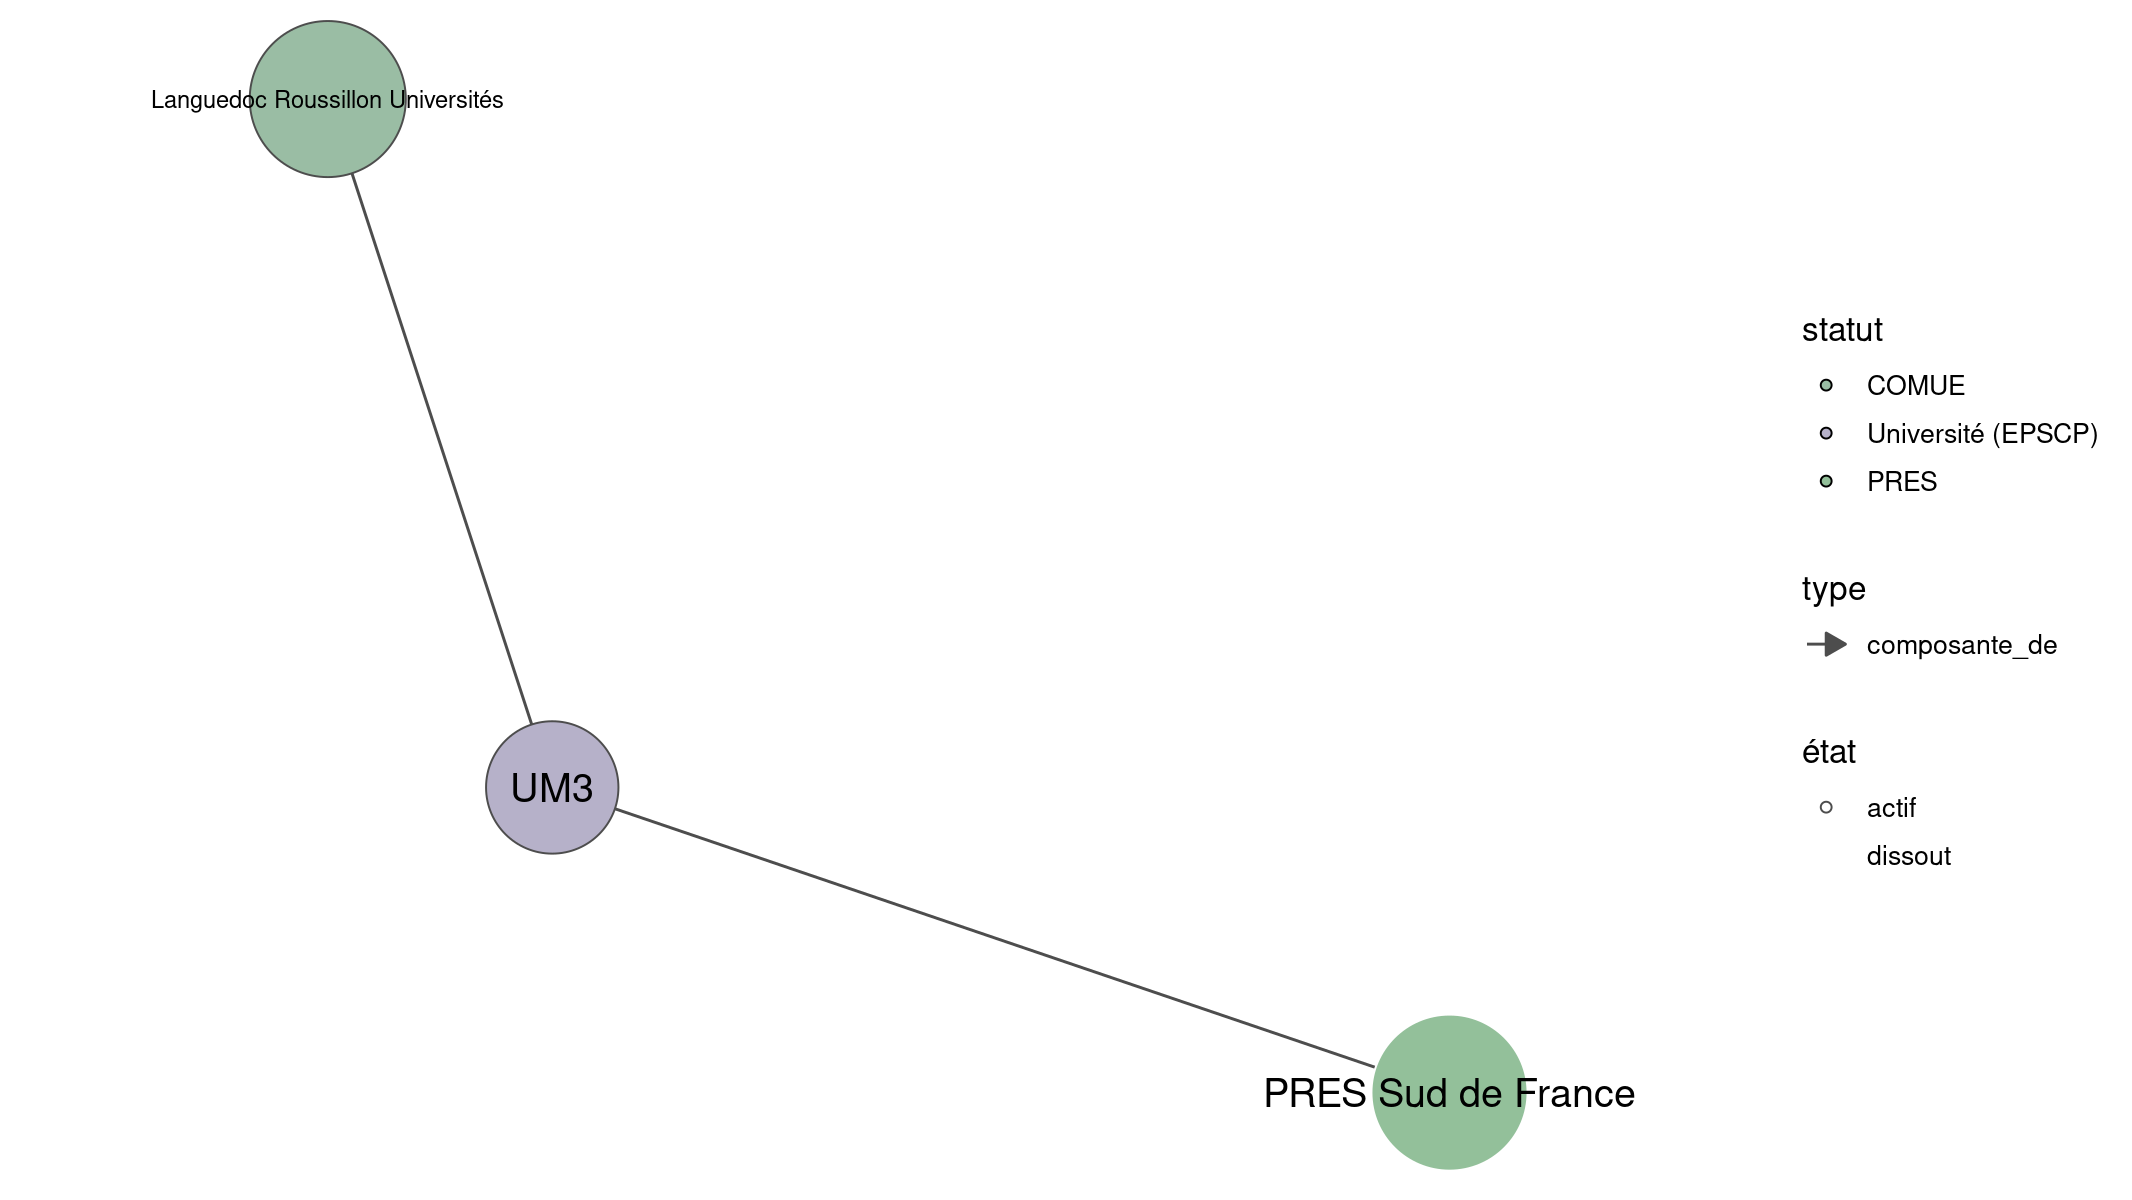 Languedoc Roussillon Universités
UM3
PRES Sud de France
statut
COMUE
Université (EPSCP)
PRES
type
composante_de
état
actif
dissout